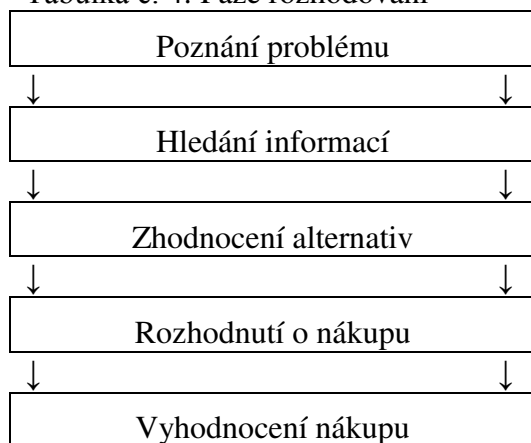 Tabulka č. 4: Fáze rozhodování
Poznání problému
↓ ↓
Hledání informací
↓ ↓
Zhodnocení alternativ
↓ ↓
Rozhodnutí o nákupu
↓ ↓
Vyhodnocení nákupu